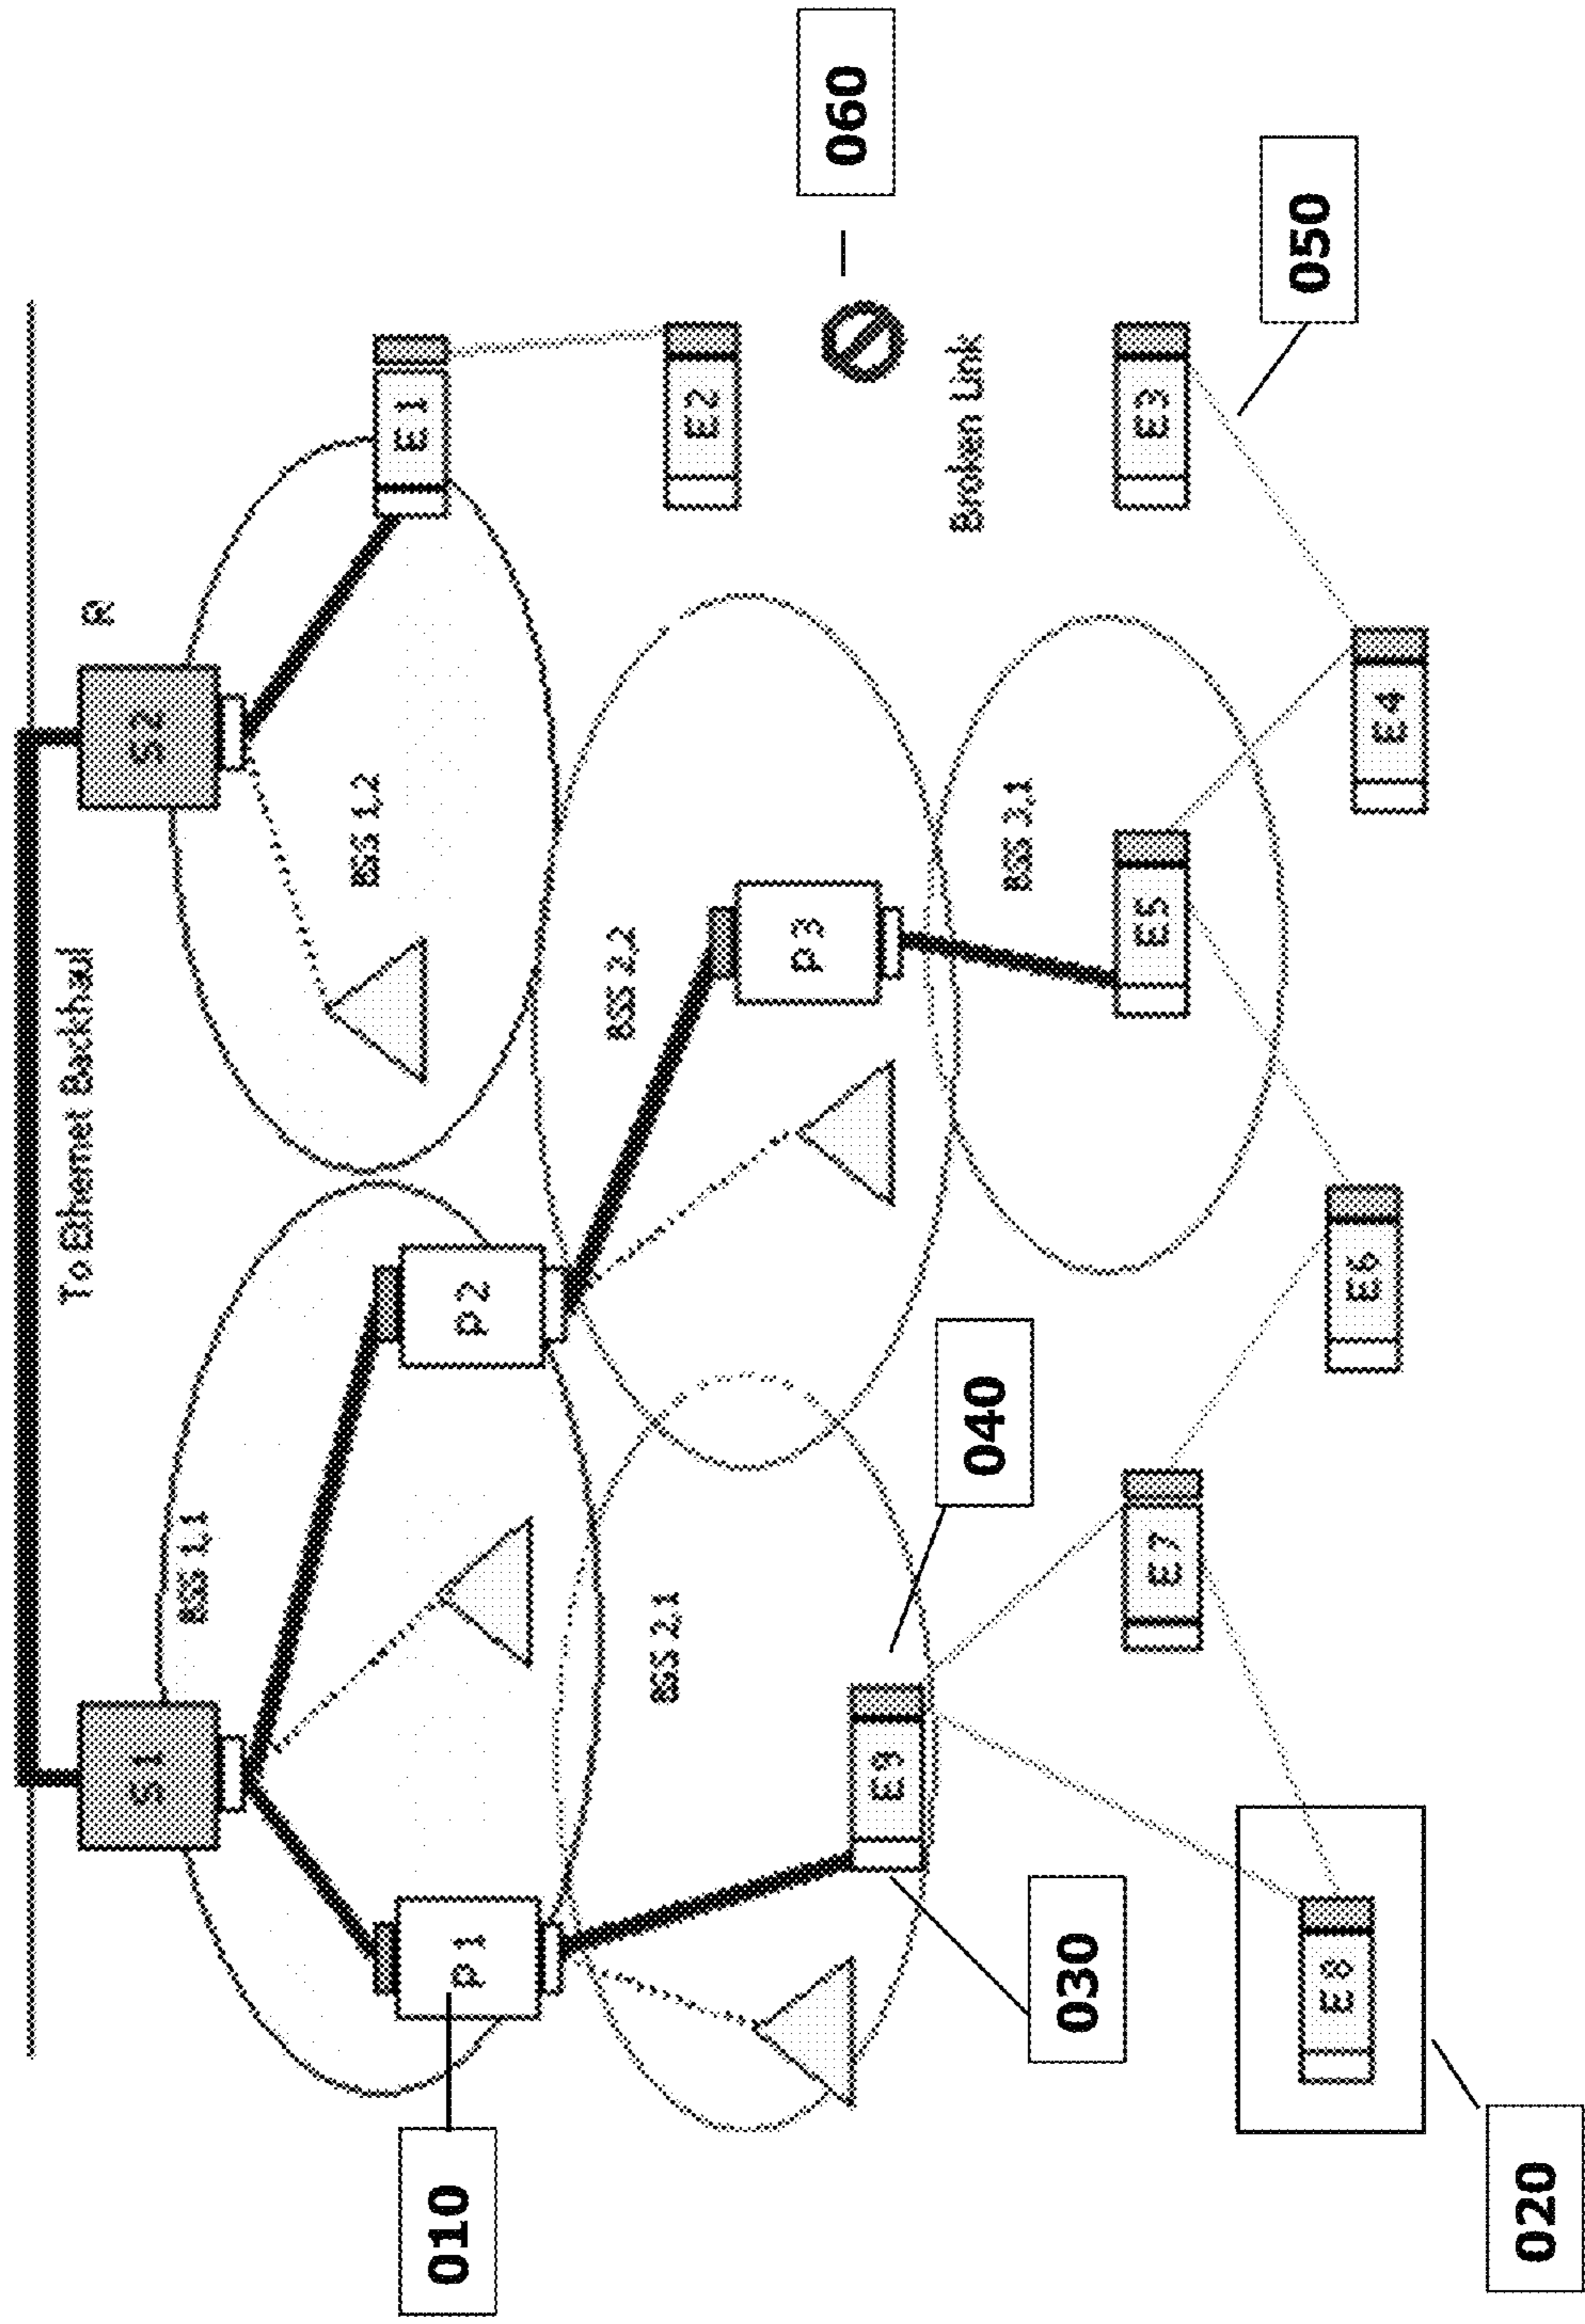 To Ethernet Backhaul
R
S1
S2
BSS 1,1
BSS 1,2
E1
010
P1
P2
BSS 2,2
BSS 2,1
E2
P3
060
E9
Broken Link
040
BSS 3,1
030
E7
E5
E3
050
E8
E6
E4
020